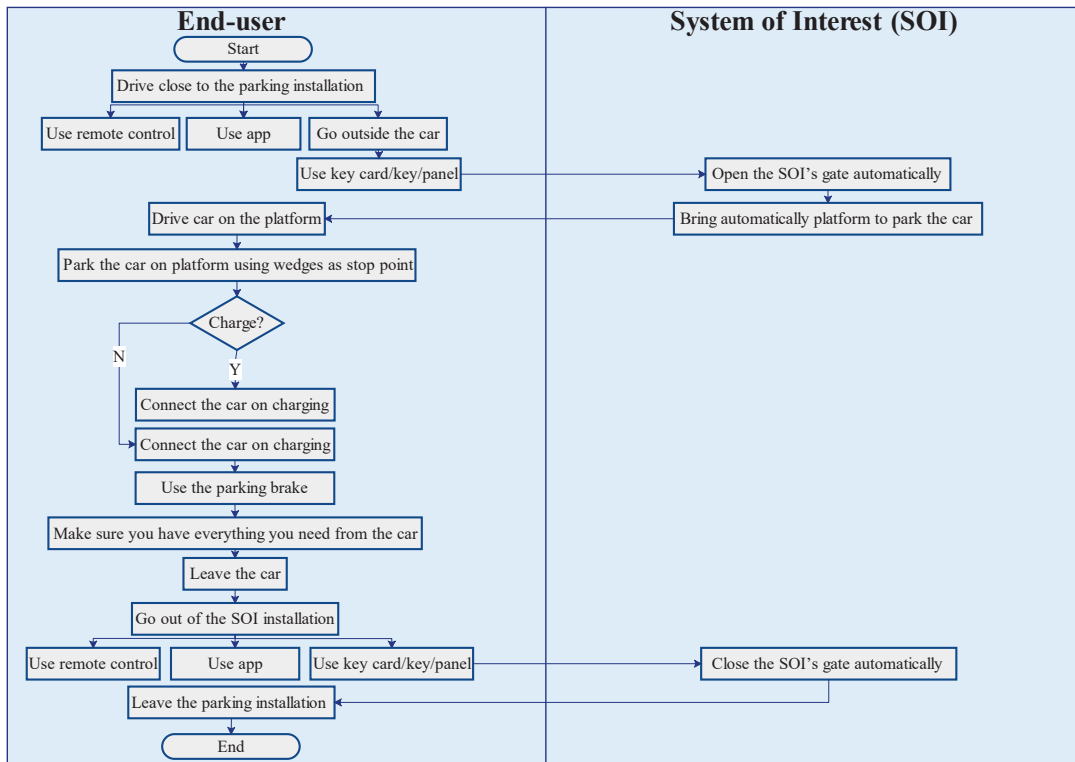 End-user
System of Interest (SOI)
Start
Drive close to the parking installation
Use remote control
Use app
Go outside the car
Use key card/key/panel
Open the SOI's gate automatically
Drive car on the platform
Bring automatically platform to park the car
Park the car on platform using wedges as stop point
Charge?
N
Y
Connect the car on charging
Connect the car on charging
Use the parking brake
Make sure you have everything you need from the car
Leave the car
Go out of the SOI installation
Use remote control
Use app
Use key card/key/panel
Close the SOI's gate automatically
Leave the parking installation
End